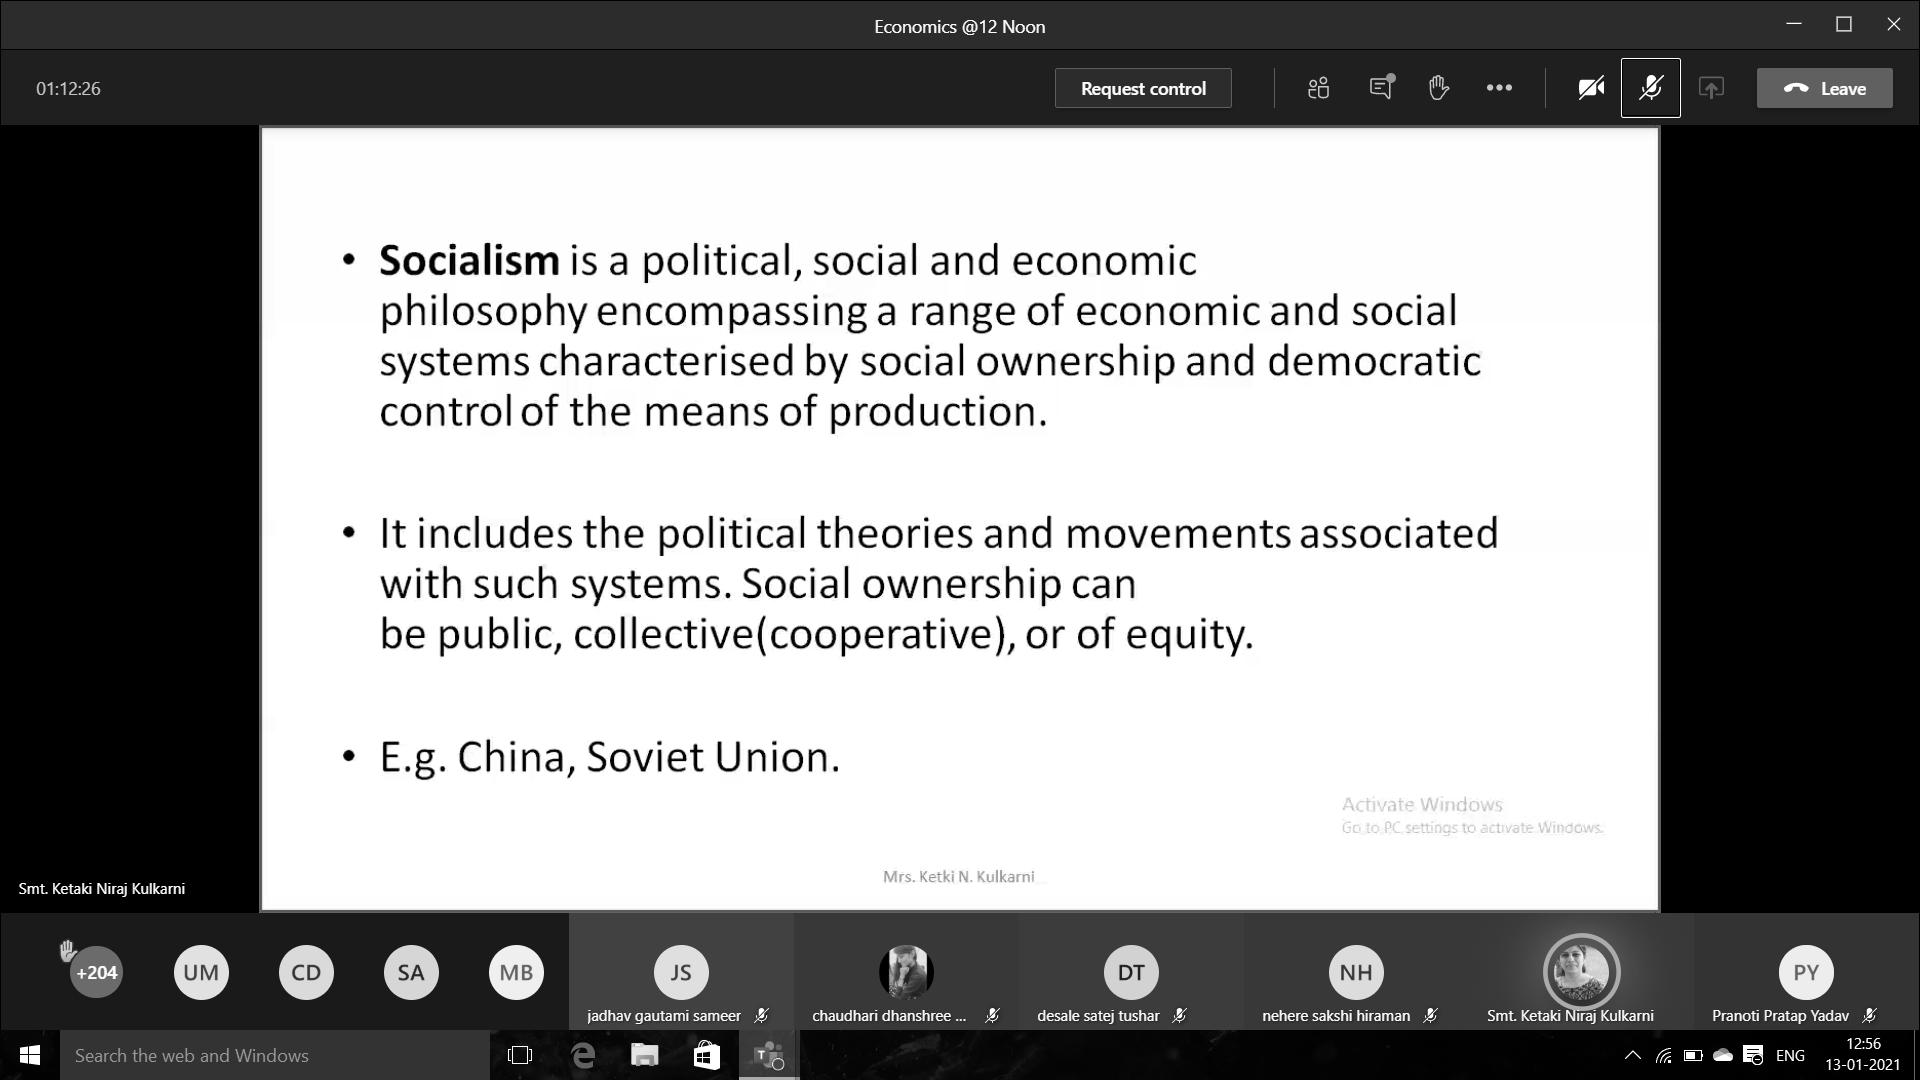 Economics @12 Noon
01:12:26
Request control
Leave
• Socialism is a political, social and economic
philosophy encompassing a range of economic and social
systems characterised by social ownership and democratic
control of the means of production.
• It includes the political theories and movements associated
with such systems. Social ownership can
be public, collective(cooperative), or of equity.
• E.g. China, Soviet Union.
Activate Windows
Go to PC settings to activate Windows.
Mrs. Ketki N. Kulkarni
Smt. Ketaki Niraj Kulkarni
+204
UM
CD
SA
MB
JS
DT
NH
PY
jadhav gautami sameer
chaudhari dhanshree ...
desale satej tushar
nehere sakshi hiraman
Smt. Ketaki Niraj Kulkarni
Pranoti Pratap Yadav
Search the web and Windows
ENG
12:56
13-01-2021